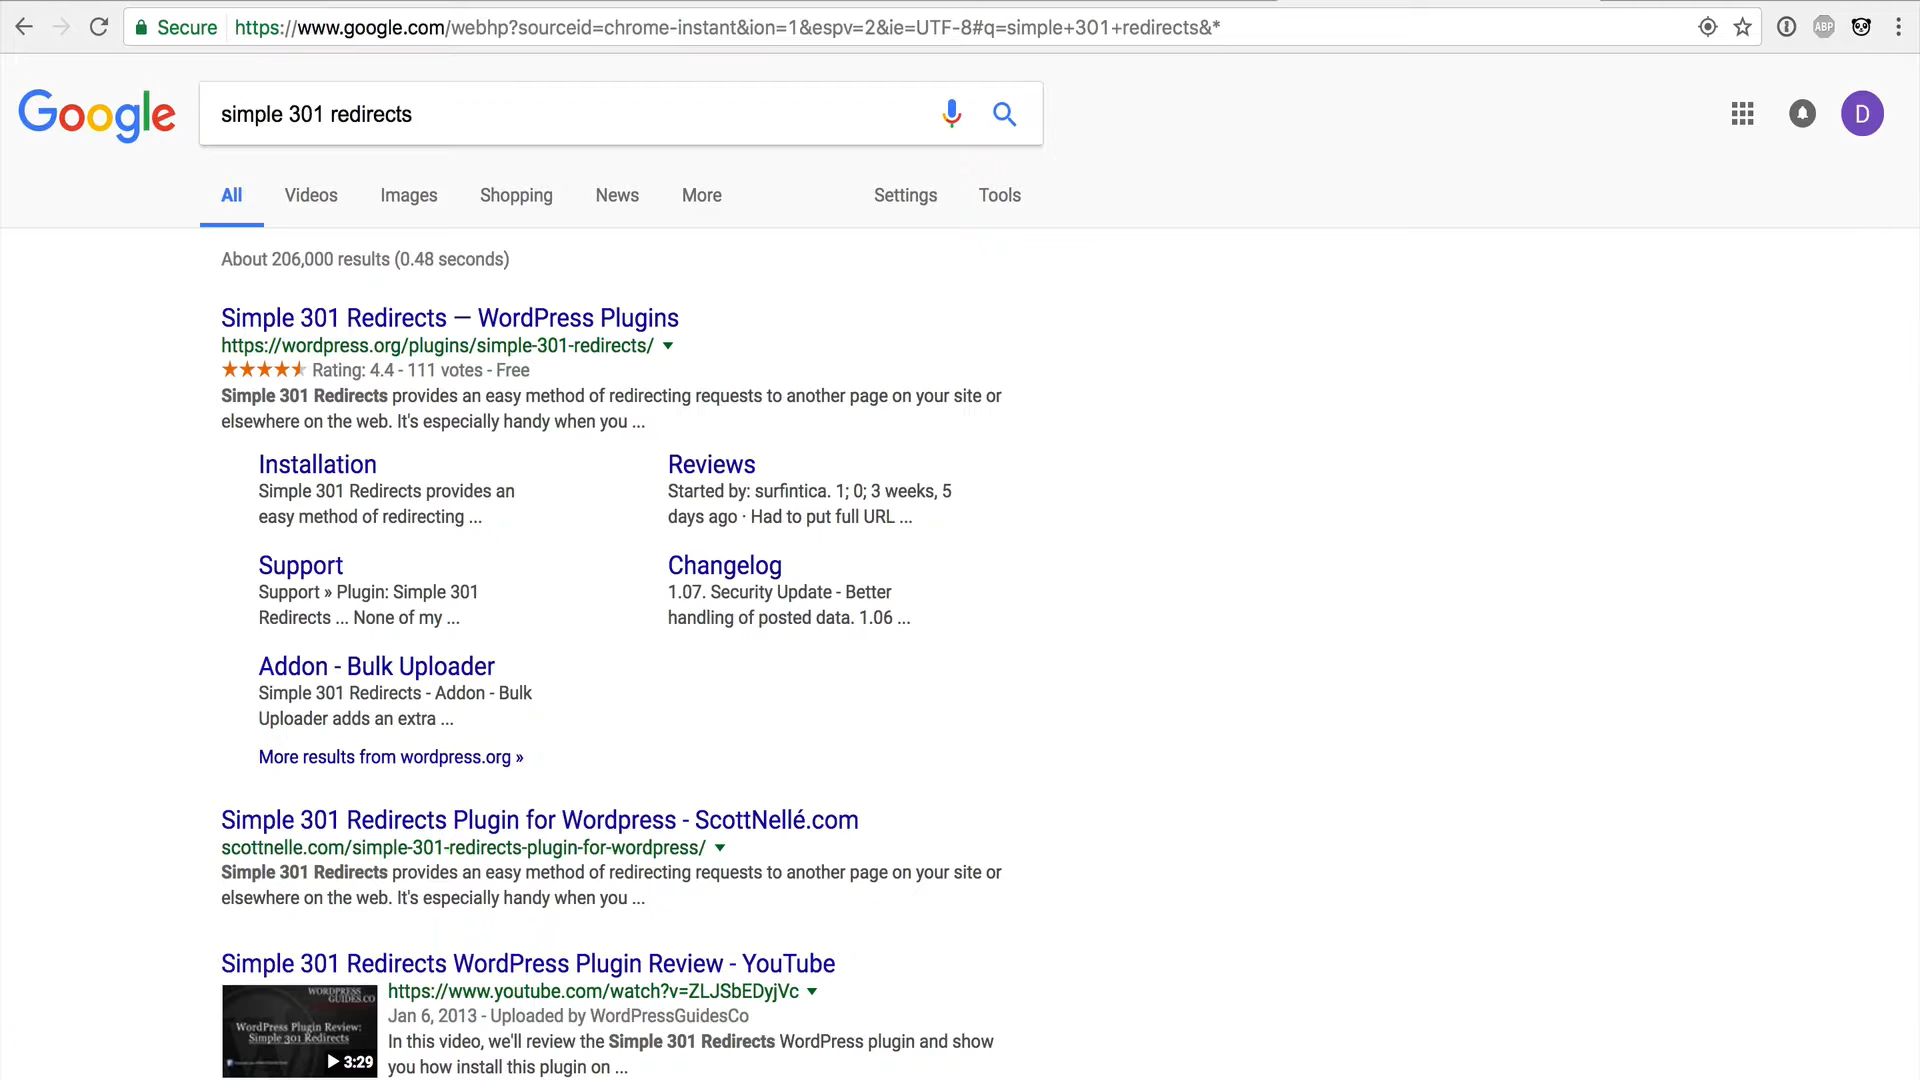 Secure https://www.google.com/webhp?sourceid=chrome-instant&ion=1&espv=2&ie=UTF-8#q=simple+301+redirects&* ABP
Google simple 301 redirects D
All Videos Images Shopping News More Settings Tools
About 206,000 results (0.48 seconds)
Simple 301 Redirects — WordPress Plugins
https://wordpress.org/plugins/simple-301-redirects/
Rating: 4.4 - 111 votes - Free
Simple 301 Redirects provides an easy method of redirecting requests to another page on your site or
elsewhere on the web. It's especially handy when you ...
Installation
Simple 301 Redirects provides an
easy method of redirecting ...
Reviews
Started by: surfintica. 1; 0; 3 weeks, 5
days ago · Had to put full URL ...
Support
Support » Plugin: Simple 301
Redirects ... None of my ...
Changelog
1.07. Security Update - Better
handling of posted data. 1.06 ...
Addon - Bulk Uploader
Simple 301 Redirects - Addon - Bulk
Uploader adds an extra ...
More results from wordpress.org »
Simple 301 Redirects Plugin for Wordpress - ScottNellé.com
scottnelle.com/simple-301-redirects-plugin-for-wordpress/
Simple 301 Redirects provides an easy method of redirecting requests to another page on your site or
elsewhere on the web. It's especially handy when you ...
Simple 301 Redirects WordPress Plugin Review - YouTube
WORDPRESS
GUIDES.CO
WordPress Plugin Review:
Simple 301 Redirects
3:29
https://www.youtube.com/watch?v=ZLJSbEDyjVc
Jan 6, 2013 - Uploaded by WordPressGuidesCo
In this video, we'll review the Simple 301 Redirects WordPress plugin and show
you how install this plugin on ...